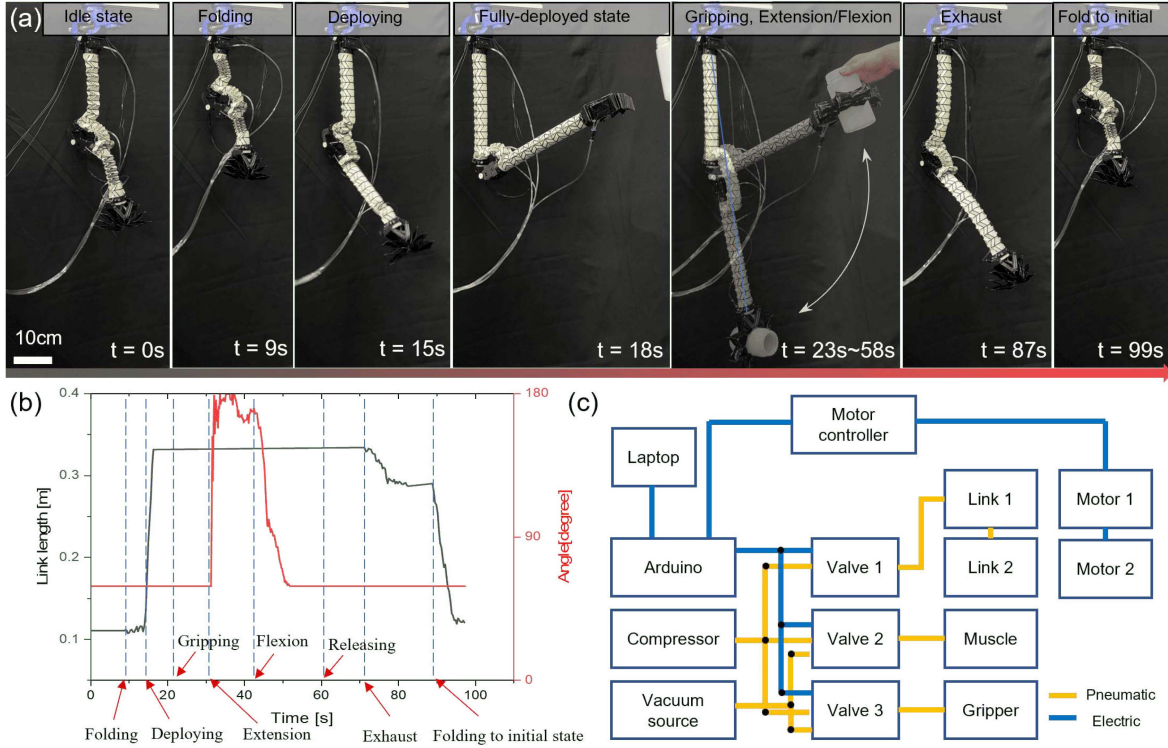 (a)
Idle state
Folding
Deploying
Fully-deployed state
Gripping, Extension/Flexion
Exhaust
Fold to initial
10cm
t = 0s
t = 9s
t = 15s
t = 18s
t = 23s~58s
t = 87s
t = 99s
(b)
0.4
0.3
0.2
0.1
Link length[m]
180
90
0
Angle[degree]
Gripping
Flexion
Releasing
0
20
40
60
80
100
Time [s]
Folding
Deploying
Extension
Exhaust
Folding to initial state
(c)
Motor
controller
Laptop
Link 1
Motor 1
Arduino
Valve 1
Link 2
Motor 2
Compressor
Valve 2
Muscle
Vacuum
source
Valve 3
Gripper
Pneumatic
Electric